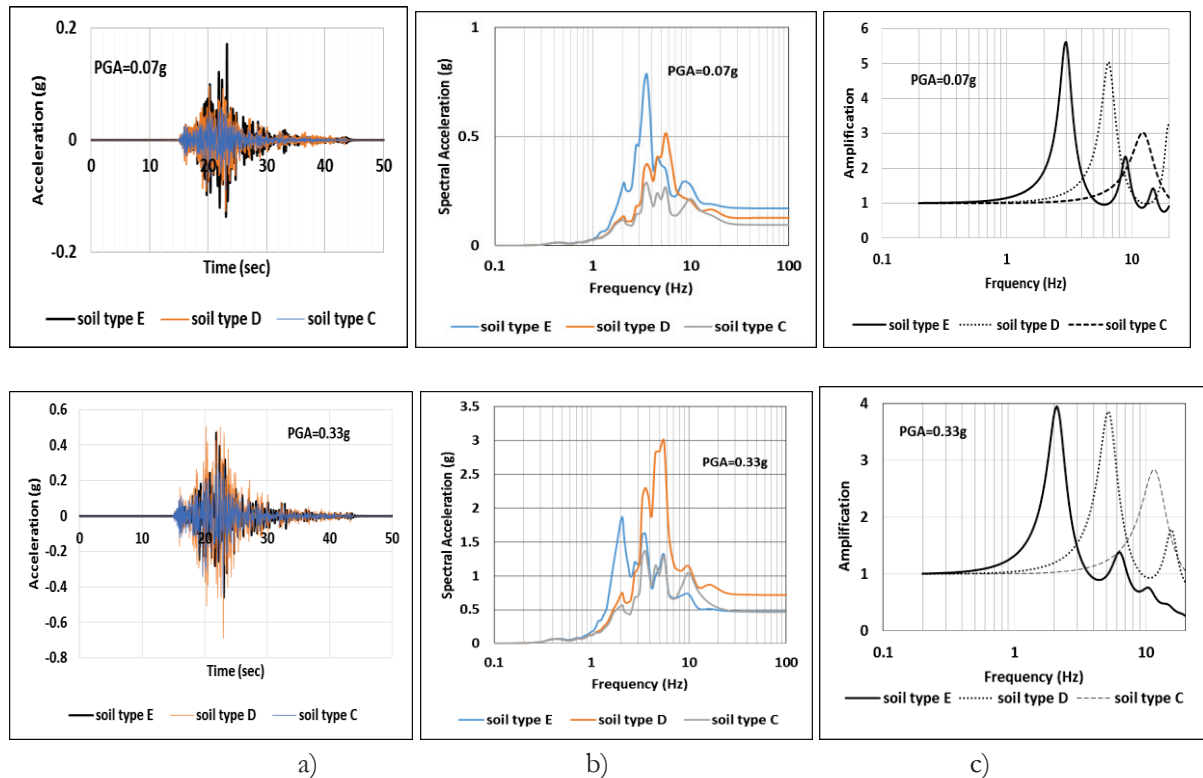 0.2
PGA=0.07g
Acceleration (g)
0
0 10 20 30 40 50
-0.2
Time (sec)
soil type E soil type D soil type C
1
PGA=0.07g
Spectral Acceleration (g)
0.5
0
0.1 1 10 100
Frequency (Hz)
soil type E soil type D soil type C
6
5
PGA=0.07g
4
Amplification
3
2
1
0
0.1 1 10
Frquency (Hz)
soil type E soil type D soil type C
0.6
PGA=0.33g
0.4
0.2
Acceleration (g)
0
0 10 20 30 40 50
-0.2
-0.4
-0.6
-0.8
Time (sec)
soil type E soil type D soil type C
3.5
3
2.5
PGA=0.33g
Spectral Acceleration (g)
2
1.5
1
0.5
0
0.1 1 10 100
Frequency (Hz)
soil type E soil type D soil type C
4
PGA=0.33g
3
Amplification
2
1
0
0.1 1 10
Frequency (Hz)
soil type E soil type D soil type C
a) b) c)